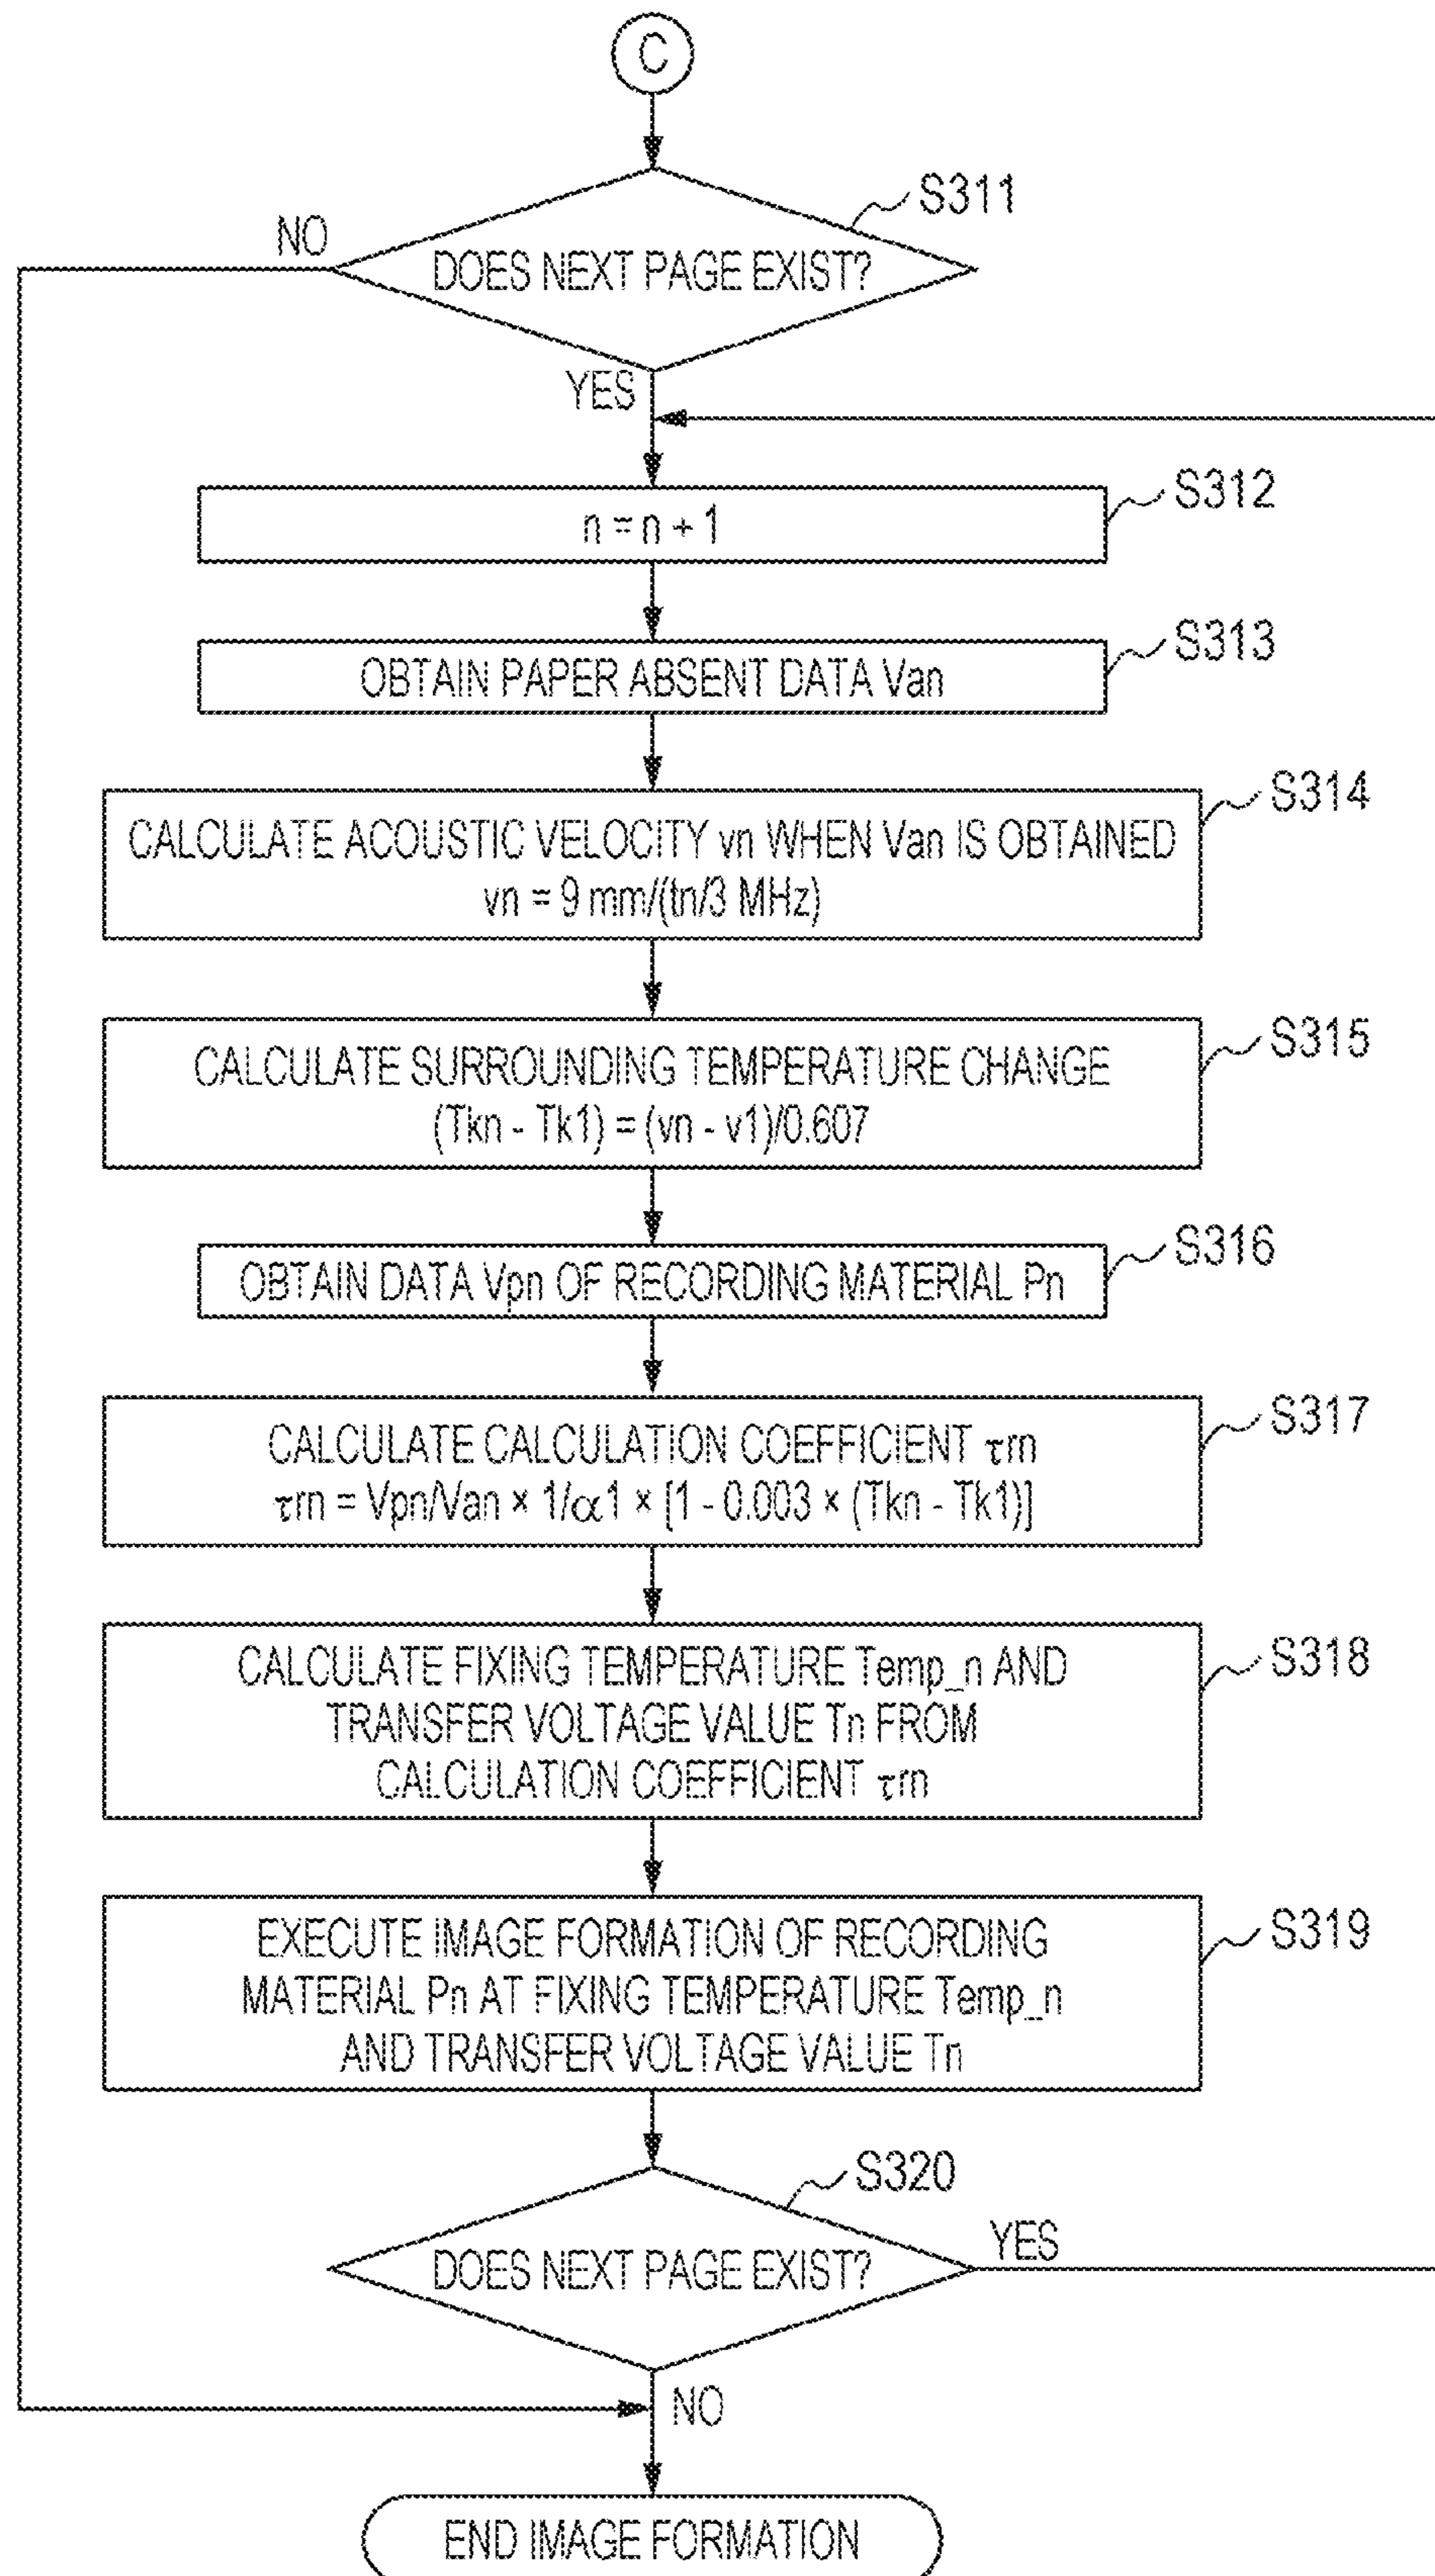 C
S311
NO
DOES NEXT PAGE EXIST?
YES
S312
n = n + 1
S313
OBTAIN PAPER ABSENT DATA Van
S314
CALCULATE ACOUSTIC VELOCITY vn WHEN Van IS OBTAINED
vn = 9 mm/(tn/3 MHz)
S315
CALCULATE SURROUNDING TEMPERATURE CHANGE
(Tkn - Tk1) = (vn - v1)/0.607
S316
OBTAIN DATA Vpn OF RECORDING MATERIAL Pn
S317
CALCULATE CALCULATION COEFFICIENT τrn
τrn = Vpn/Van × 1/α1 × [1 - 0.003 × (Tkn - Tk1)]
S318
CALCULATE FIXING TEMPERATURE Temp_n AND
TRANSFER VOLTAGE VALUE Tn FROM
CALCULATION COEFFICIENT τrn
S319
EXECUTE IMAGE FORMATION OF RECORDING
MATERIAL Pn AT FIXING TEMPERATURE Temp_n
AND TRANSFER VOLTAGE VALUE Tn
S320
YES
DOES NEXT PAGE EXIST?
NO
END IMAGE FORMATION